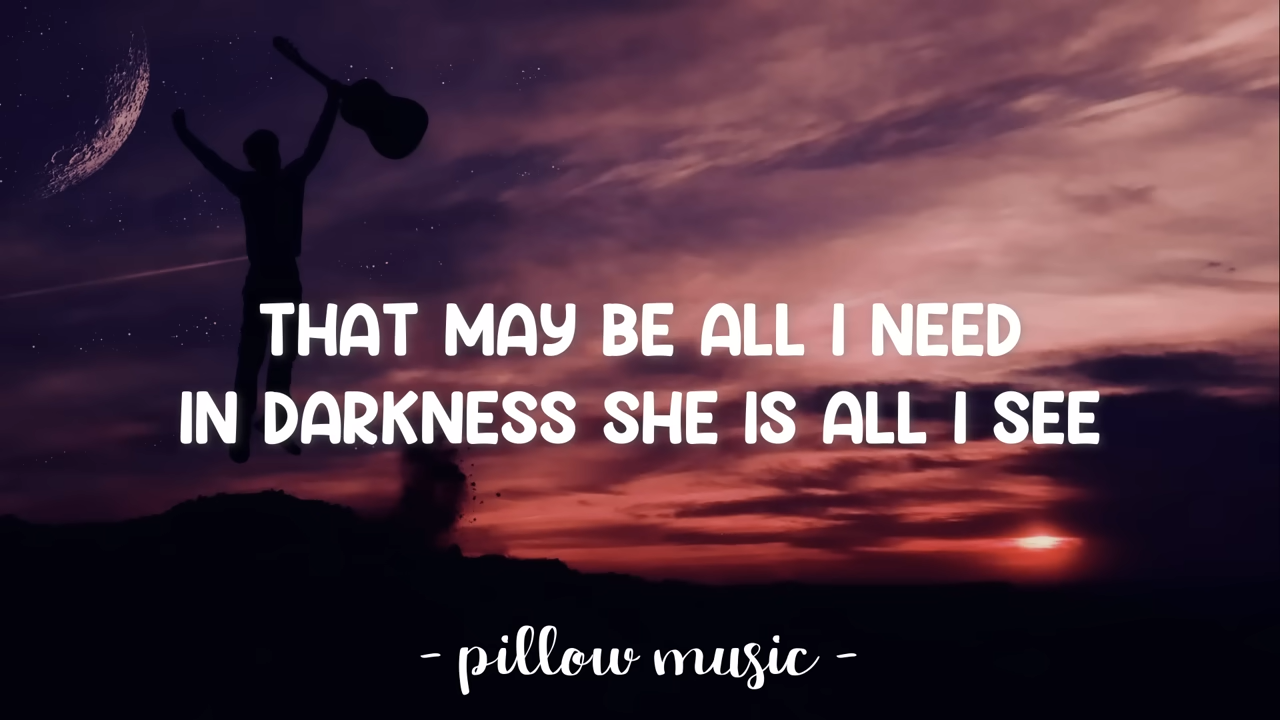 THAT MAY BE ALL I NEED
IN DARKNESS SHE IS ALL I SEE
- pillow music -